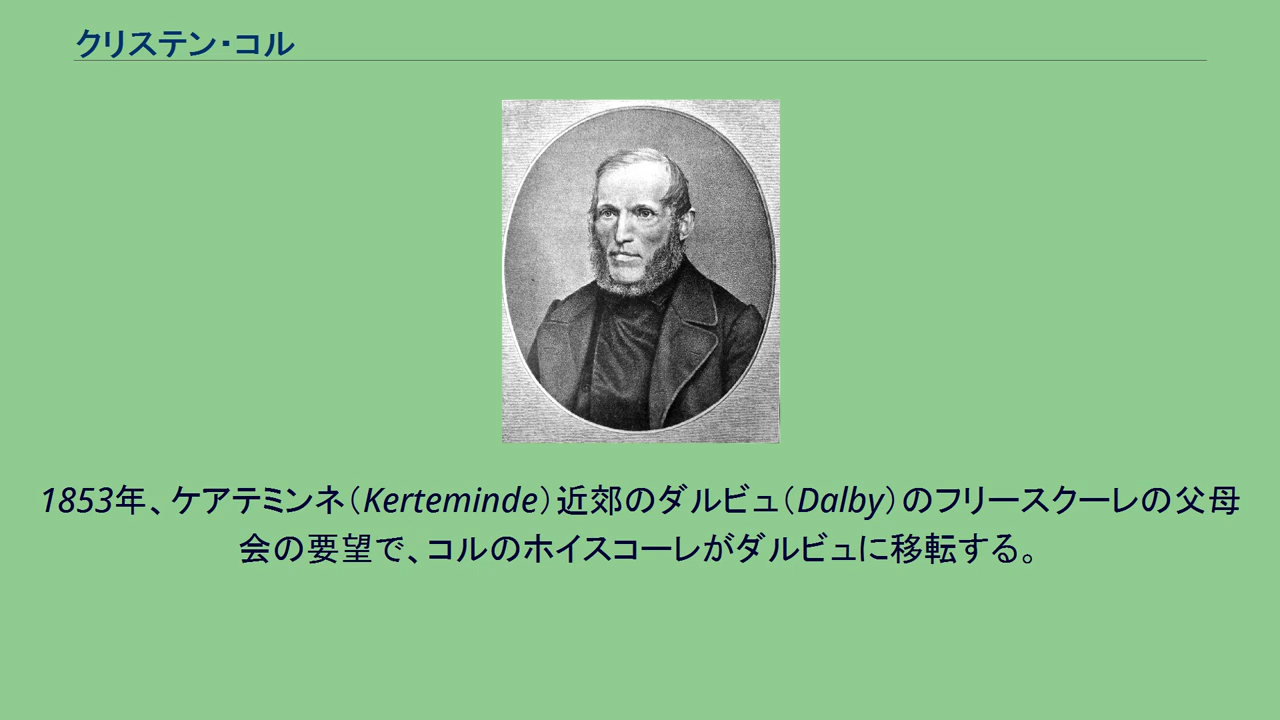 クリステン・コル
1853年、ケアテミンネ（Kerteminde）近郊のダルビュ（Dalby）のフリースクーレの父母
会の要望で、コルのホイスコーレがダルビュに移転する。